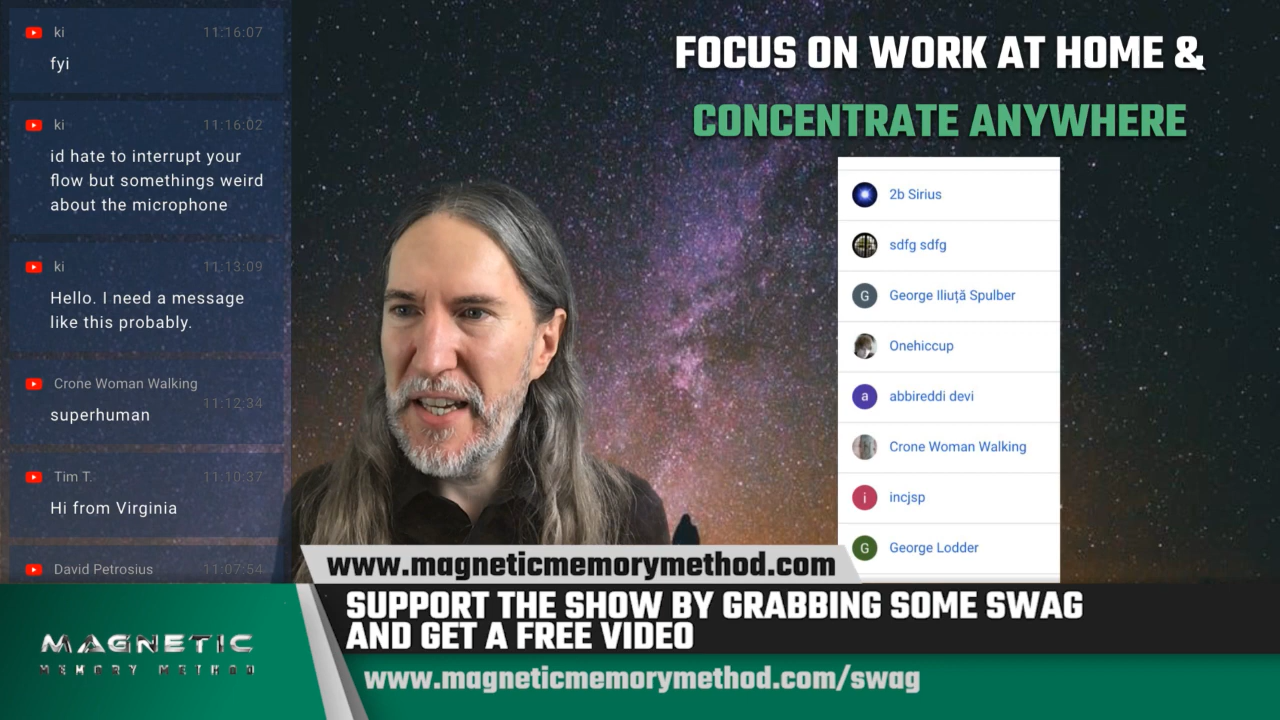 ki 11:16:07
fyi
ki 11:16:02
id hate to interrupt your
flow but somethings weird
about the microphone
ki 11:13:09
Hello. I need a message
like this probably.
Crone Woman Walking
11:12:34
superhuman
Tim T. 11:10:37
Hi from Virginia
David Petrosius 11:07:54
FOCUS ON WORK AT HOME &
CONCENTRATE ANYWHERE
2b Sirius
sdfg sdfg
G George Iliuță Spulber
Onehiccup
a abbireddi devi
Crone Woman Walking
i incjsp
G George Lodder
www.magneticmemorymethod.com
SUPPORT THE SHOW BY GRABBING SOME SWAG
AND GET A FREE VIDEO
www.magneticmemorymethod.com/swag
MAGNETIC
MEMORY METHOD